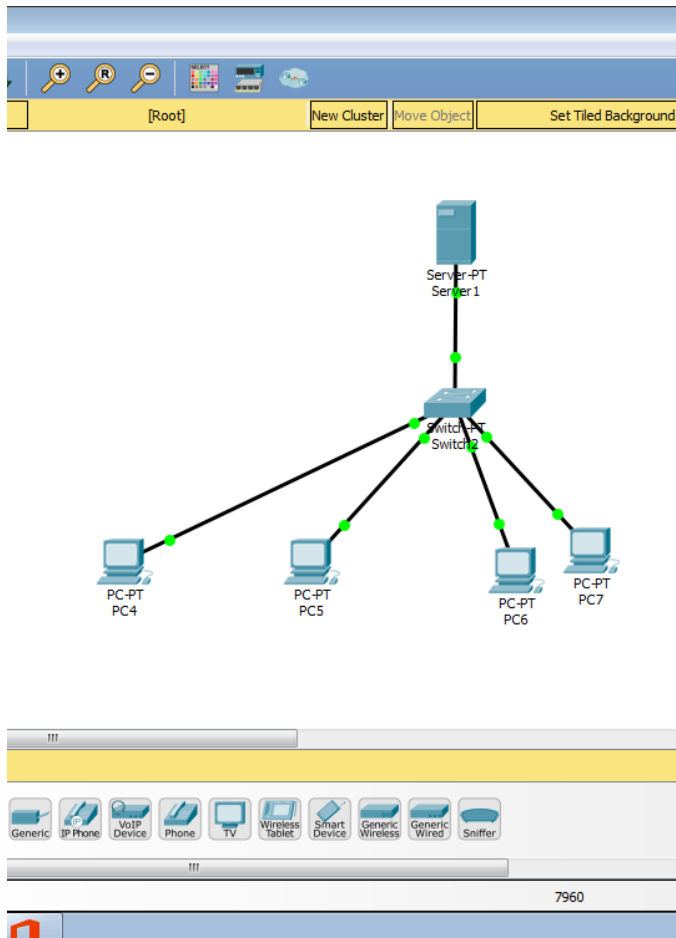 SELECT
R
[Root]
New Cluster
Move Object
Set Tiled Background
Server-PT
Server1
Switch-PT
Switch2
PC-PT
PC4
PC-PT
PC5
PC-PT
PC6
PC-PT
PC7
Generic
IP
IP Phone
VoIP
Device
Phone
TV
Wireless
Tablet
Smart
Device
Generic
Wireless
Generic
Wired
Sniffer
7960